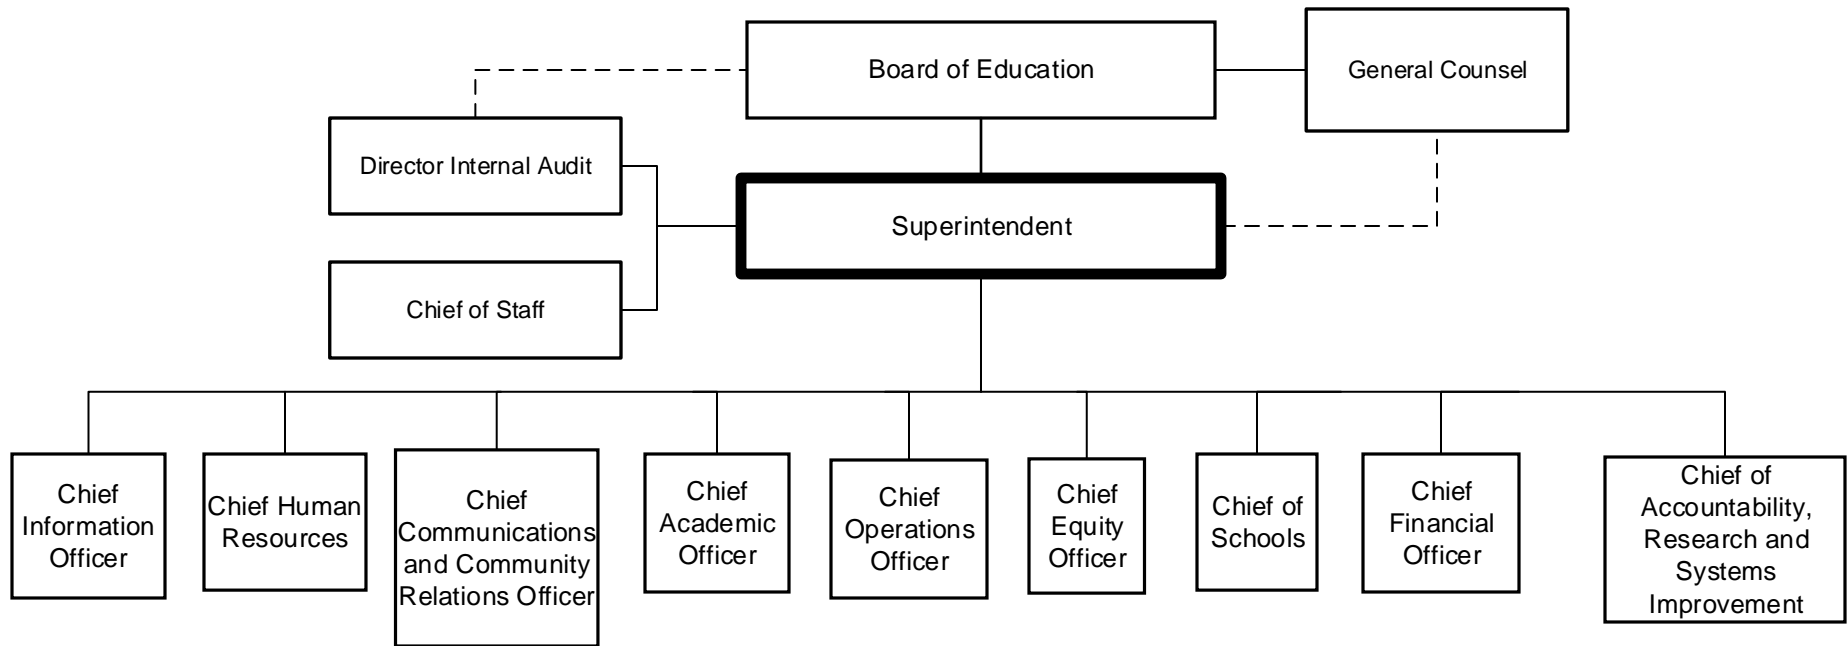 Board of Education
General Counsel
Director Internal Audit
Superintendent
Chief of Staff
Chief
Information
Officer
Chief Human
Resources
Chief
Communications
and Community
Relations Officer
Chief
Academic
Officer
Chief
Operations
Officer
Chief
Equity
Officer
Chief of
Schools
Chief
Financial
Officer
Chief of
Accountability,
Research and
Systems
Improvement